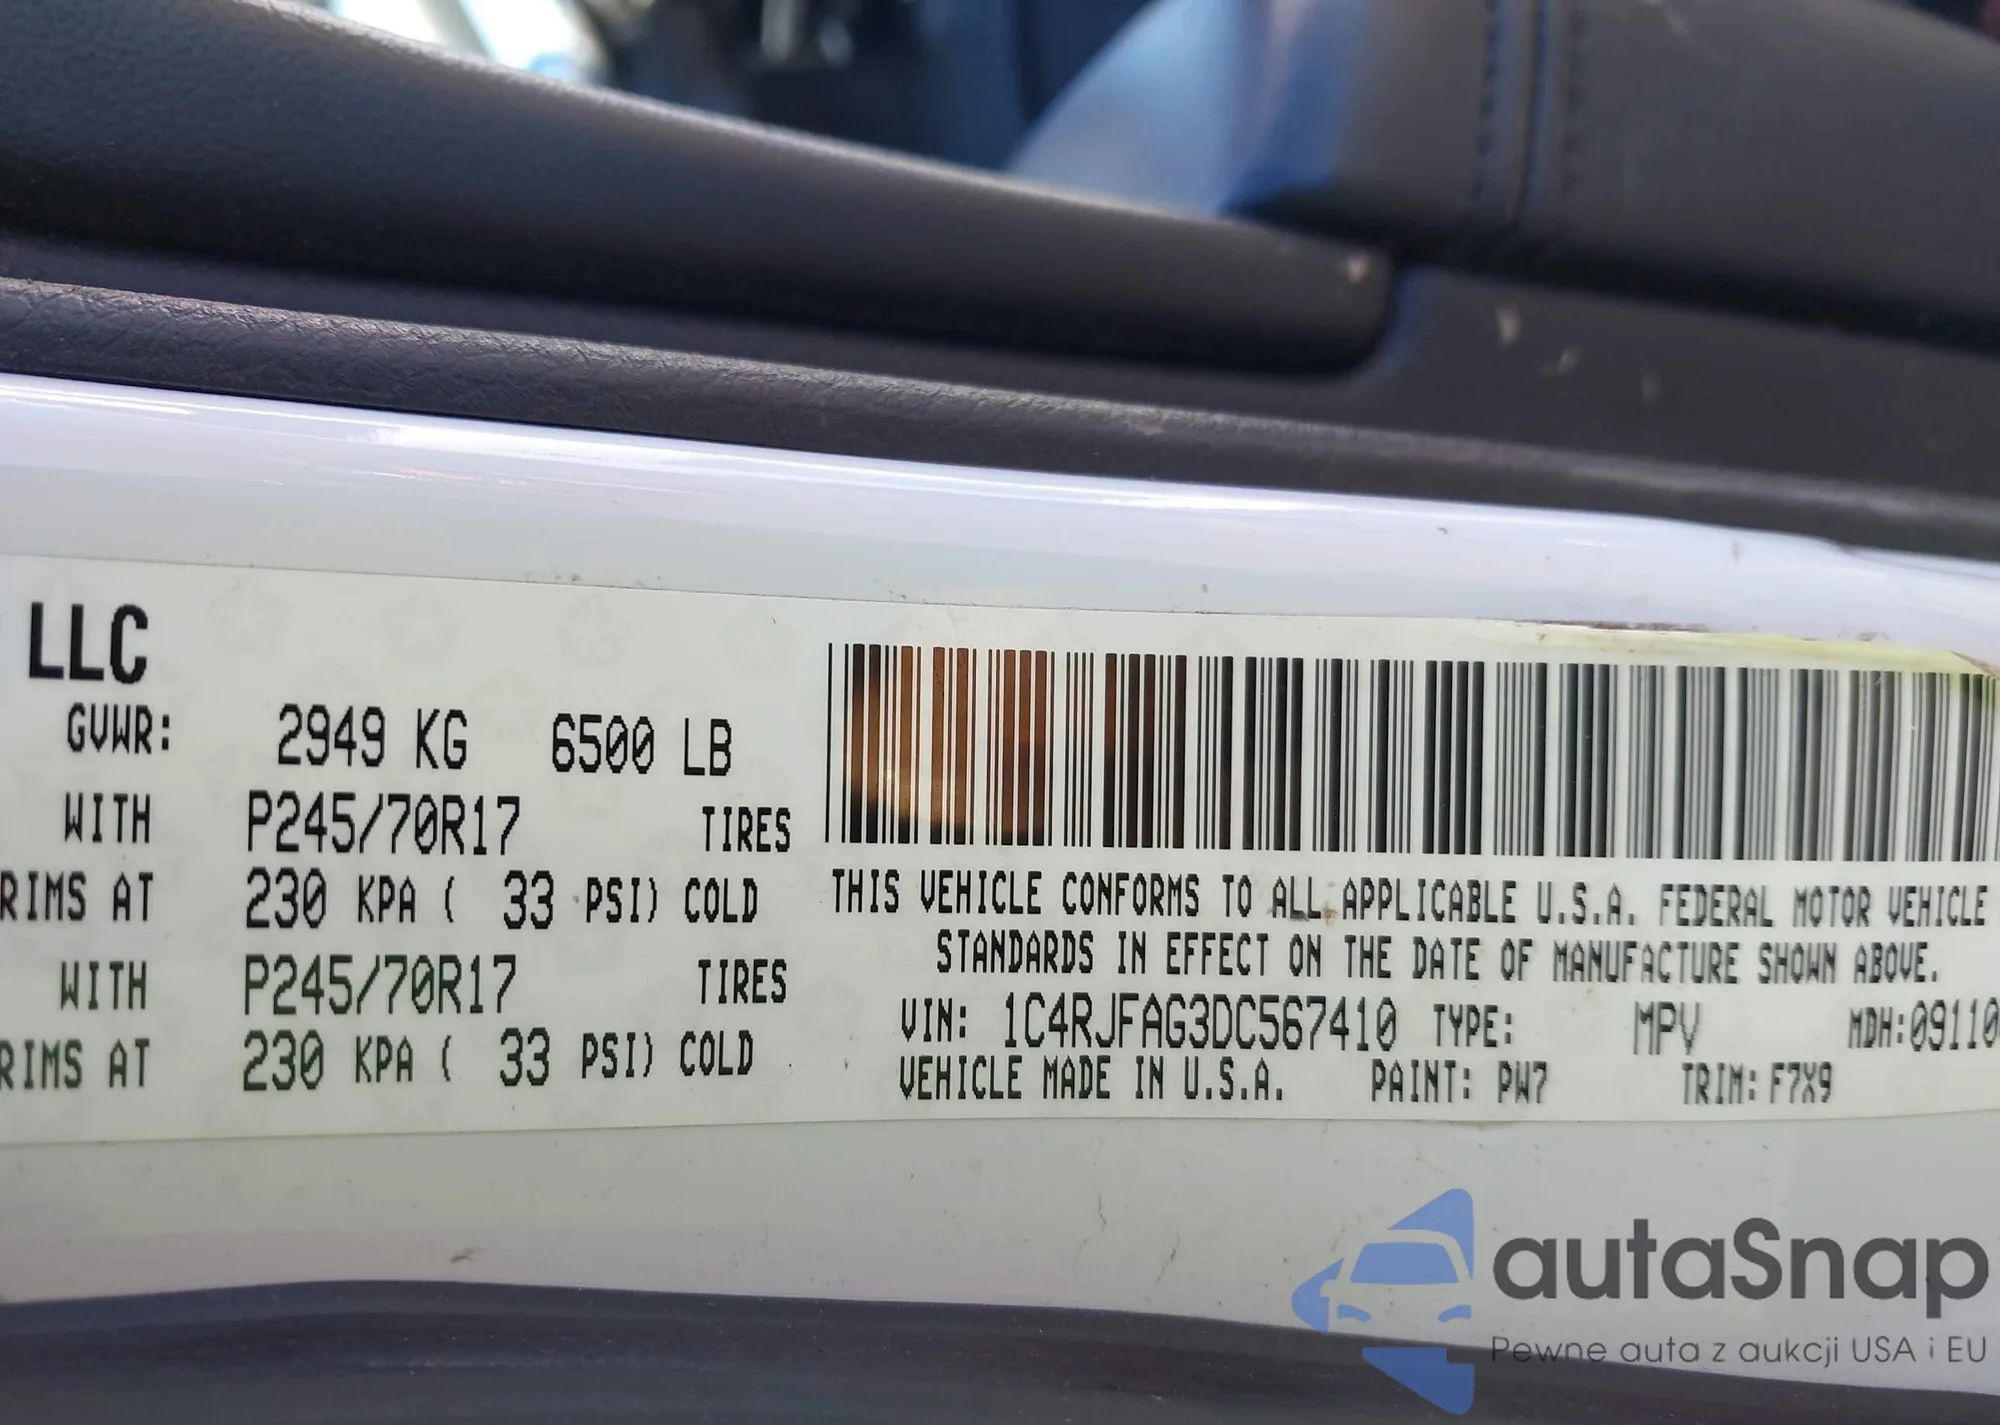 LLC
GVWR: 2949 KG 6500 LB
WITH P245/70R17 TIRES
RIMS AT 230 KPA ( 33 PSI) COLD
WITH P245/70R17 TIRES
RIMS AT 230 KPA ( 33 PSI) COLD
THIS VEHICLE CONFORMS TO ALL APPLICABLE U.S.A. FEDERAL MOTOR VEHICLE
STANDARDS IN EFFECT ON THE DATE OF MANUFACTURE SHOWN ABOVE.
VIN: 1C4RJFAG3DC567410 TYPE: MPV MDH:09110
VEHICLE MADE IN U.S.A. PAINT: PW7 TRIM: F7X9
autaSnap
Pewne auta z aukcji USA i EU